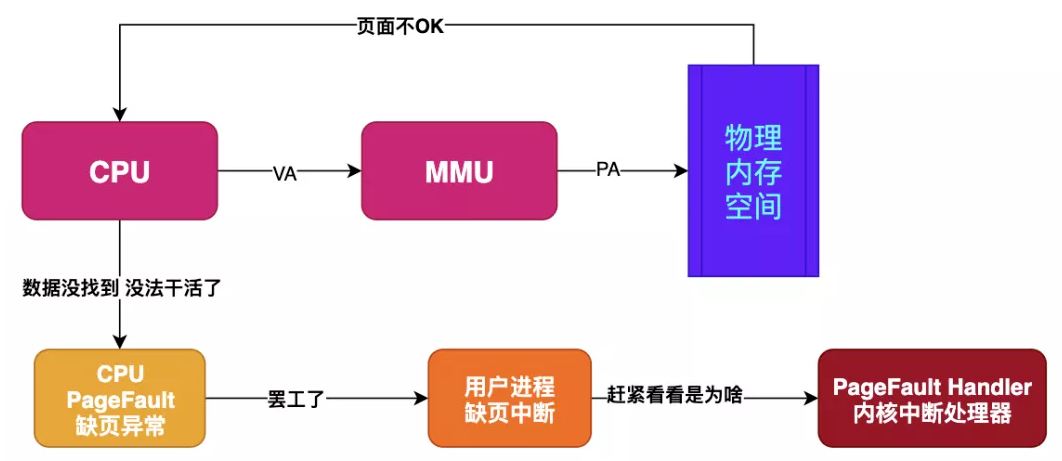 页面不OK
CPU
VA
MMU
PA
物理
内存
空间
数据没找到 没法干活了
CPU
PageFault
缺页异常
罢工了
用户进程
缺页中断
赶紧看看是为啥
PageFault Handler
内核中断处理器